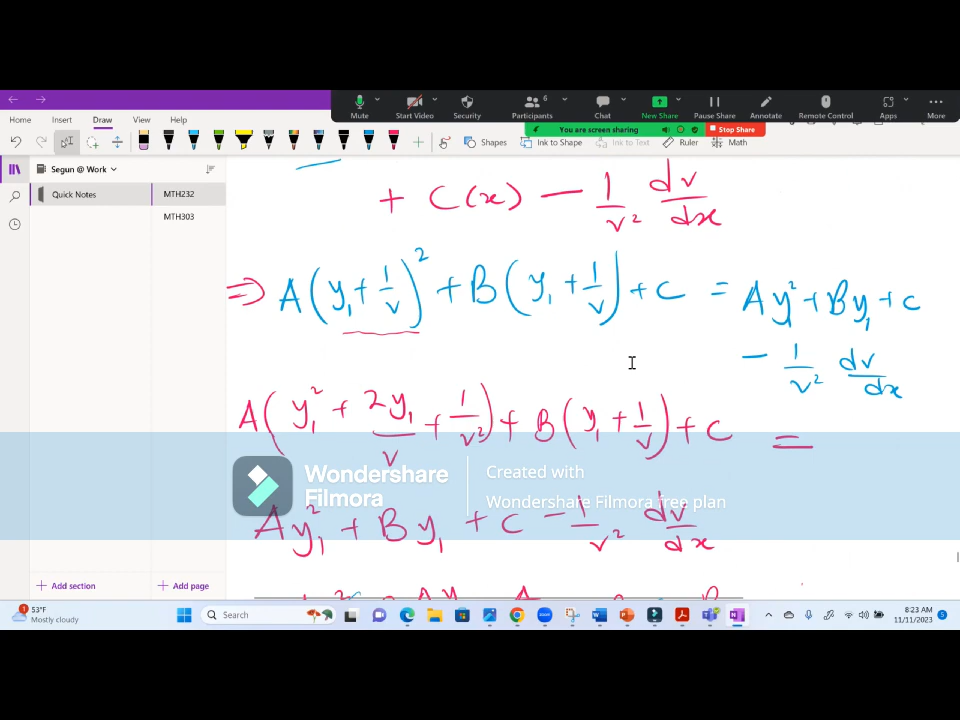 Mute
Start Video
Security
6
Participants
Chat
New Share
Pause Share
Annotate
Remote Control
Apps
More
You are screen sharing
Stop Share
Home Insert Draw View Help
Shapes
Ink to Shape
Ink to Text
Ruler
Math
Segun @ Work
Quick Notes
MTH232
MTH303
+ C(x) − 1/v² dv/dx
⇒ A(y₁ + 1/v)² + B(y₁ + 1/v) + C = Ay₁² + By₁ + C
− 1/v² dv/dx
A(y₁² + 2y₁/v + 1/v²) + B(y₁ + 1/v) + C =
Wondershare
Filmora
Created with
Wondershare Filmora free plan
Ay₁² + By₁ + C − 1/v² dv/dx
+ Add section
+ Add page
1
53°F
Mostly cloudy
Search
8:23 AM
11/11/2023
5